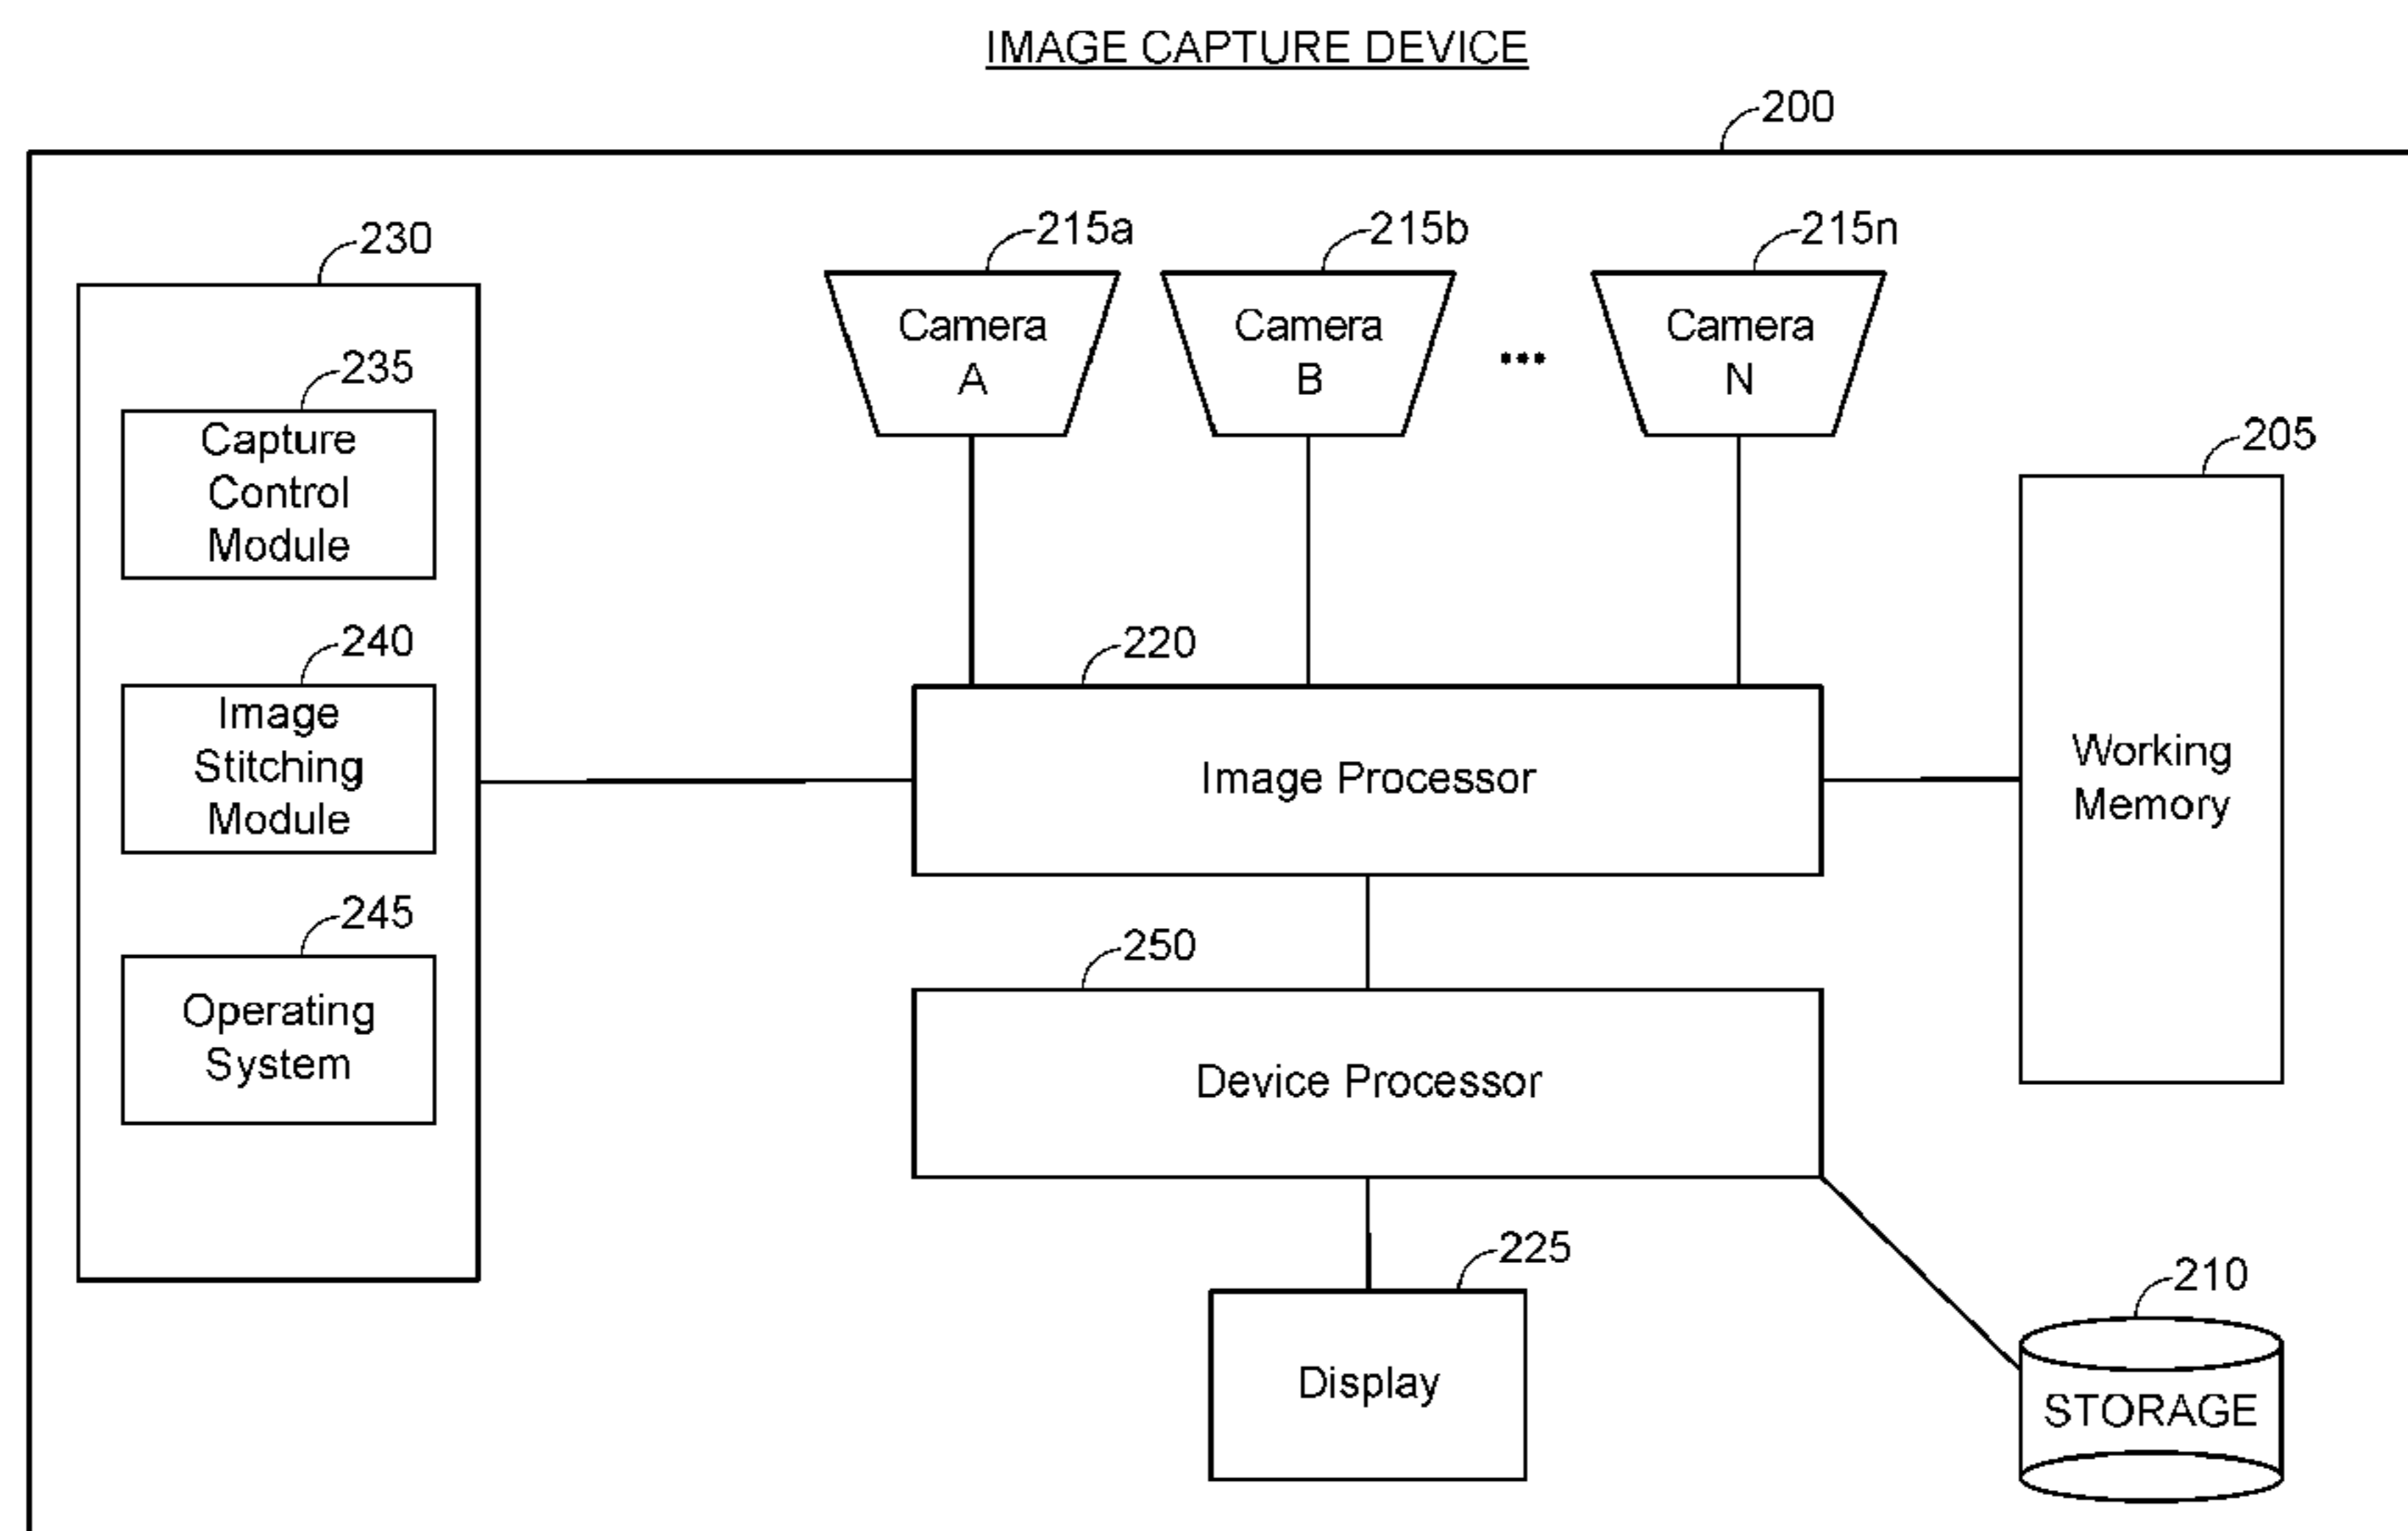 IMAGE CAPTURE DEVICE
200
230
215a
215b
215n
Camera
A
Camera
B
...
Camera
N
235
Capture
Control
Module
205
Working
Memory
240
Image
Stitching
Module
220
Image Processor
245
Operating
System
250
Device Processor
225
Display
210
STORAGE